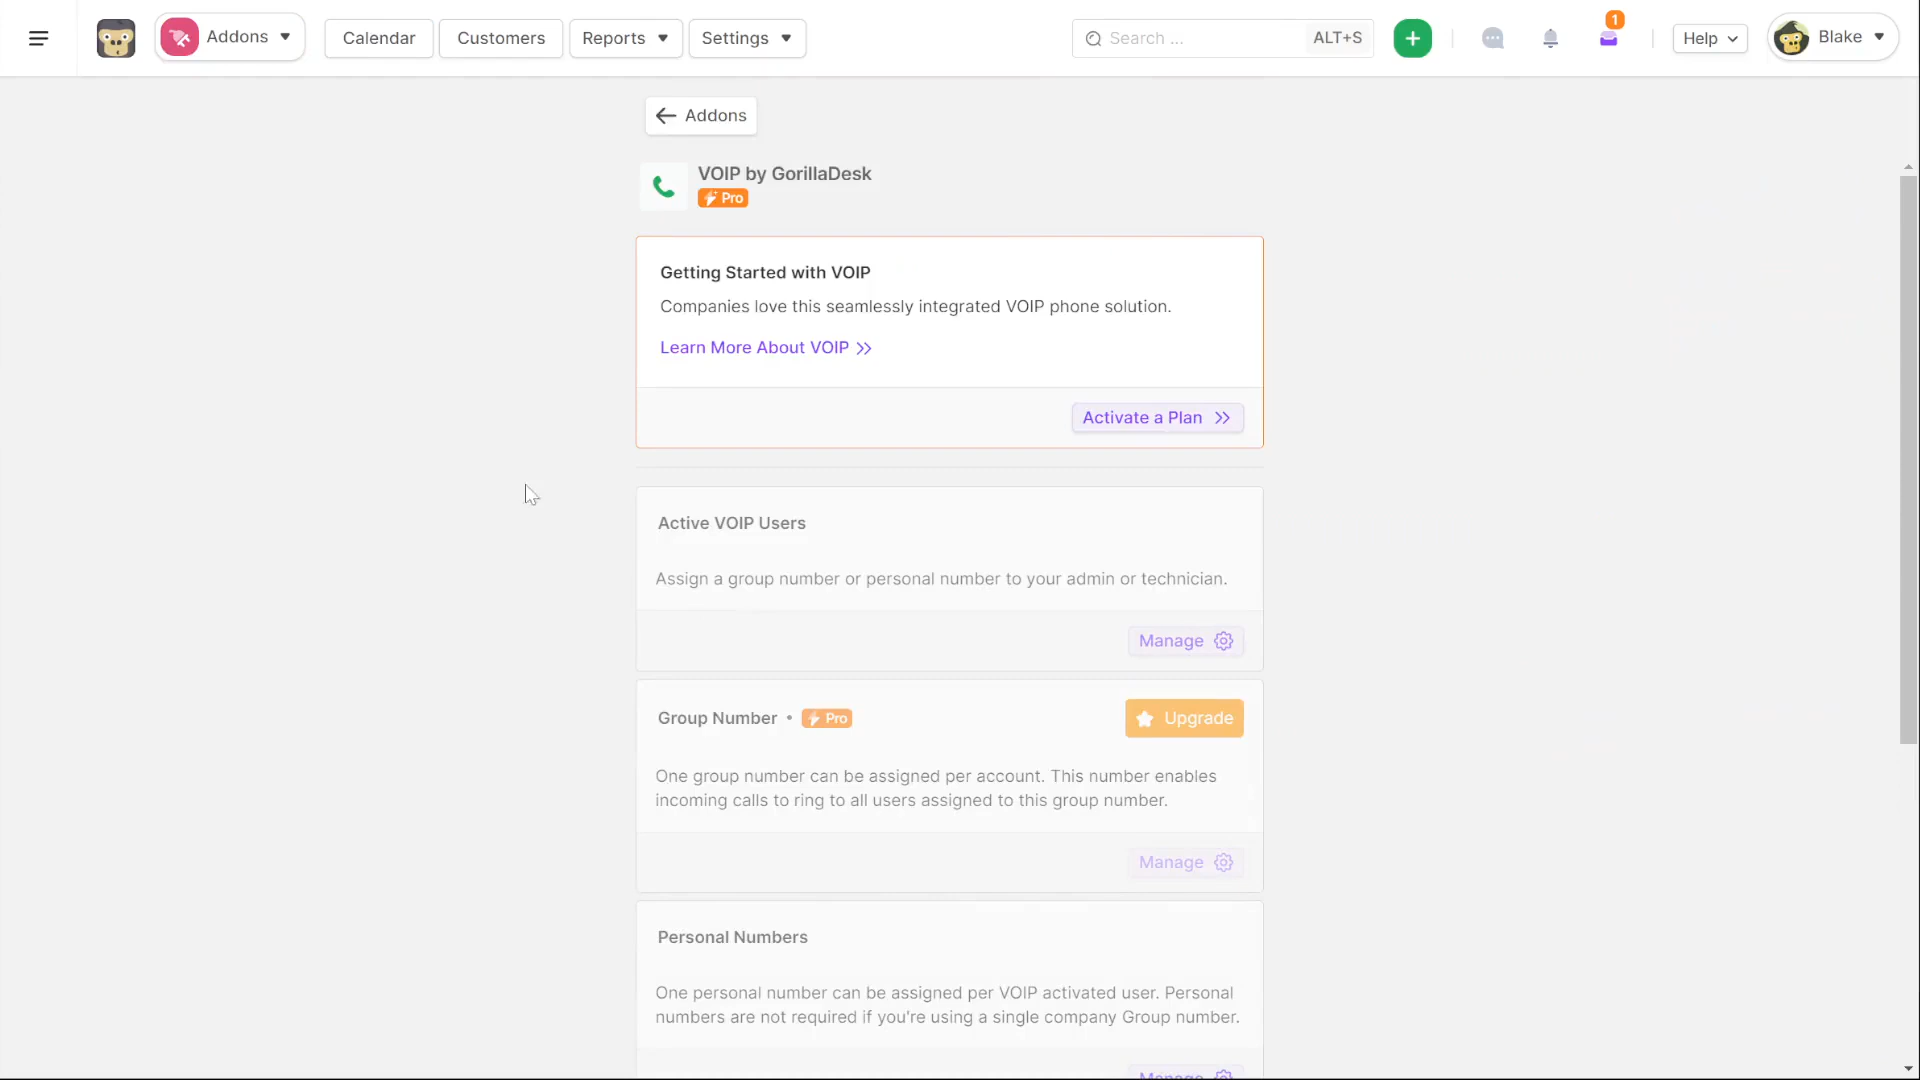 Addons
Calendar
Customers
Reports
Settings
Search ...
ALT+S
1
Help
Blake
Addons
VOIP by GorillaDesk
Pro
Getting Started with VOIP
Companies love this seamlessly integrated VOIP phone solution.
Learn More About VOIP
Activate a Plan
Active VOIP Users
Assign a group number or personal number to your admin or technician.
Manage
Group Number • Pro
Upgrade
One group number can be assigned per account. This number enables
incoming calls to ring to all users assigned to this group number.
Manage
Personal Numbers
One personal number can be assigned per VOIP activated user. Personal
numbers are not required if you're using a single company Group number.
Manage